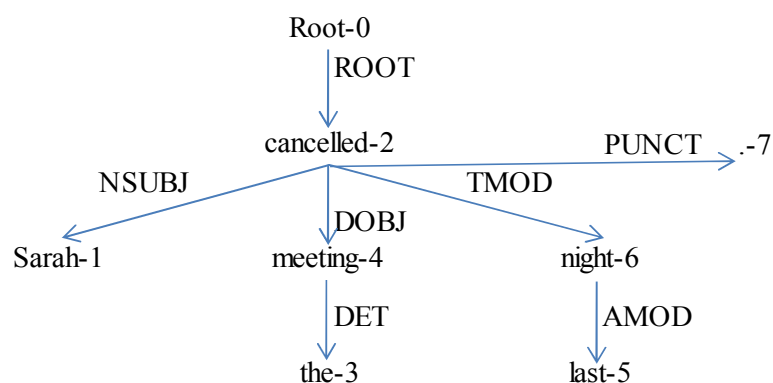 Root-0
ROOT
cancelled-2
PUNCT
.-7
NSUBJ
TMOD
DOBJ
Sarah-1
meeting-4
night-6
DET
AMOD
the-3
last-5